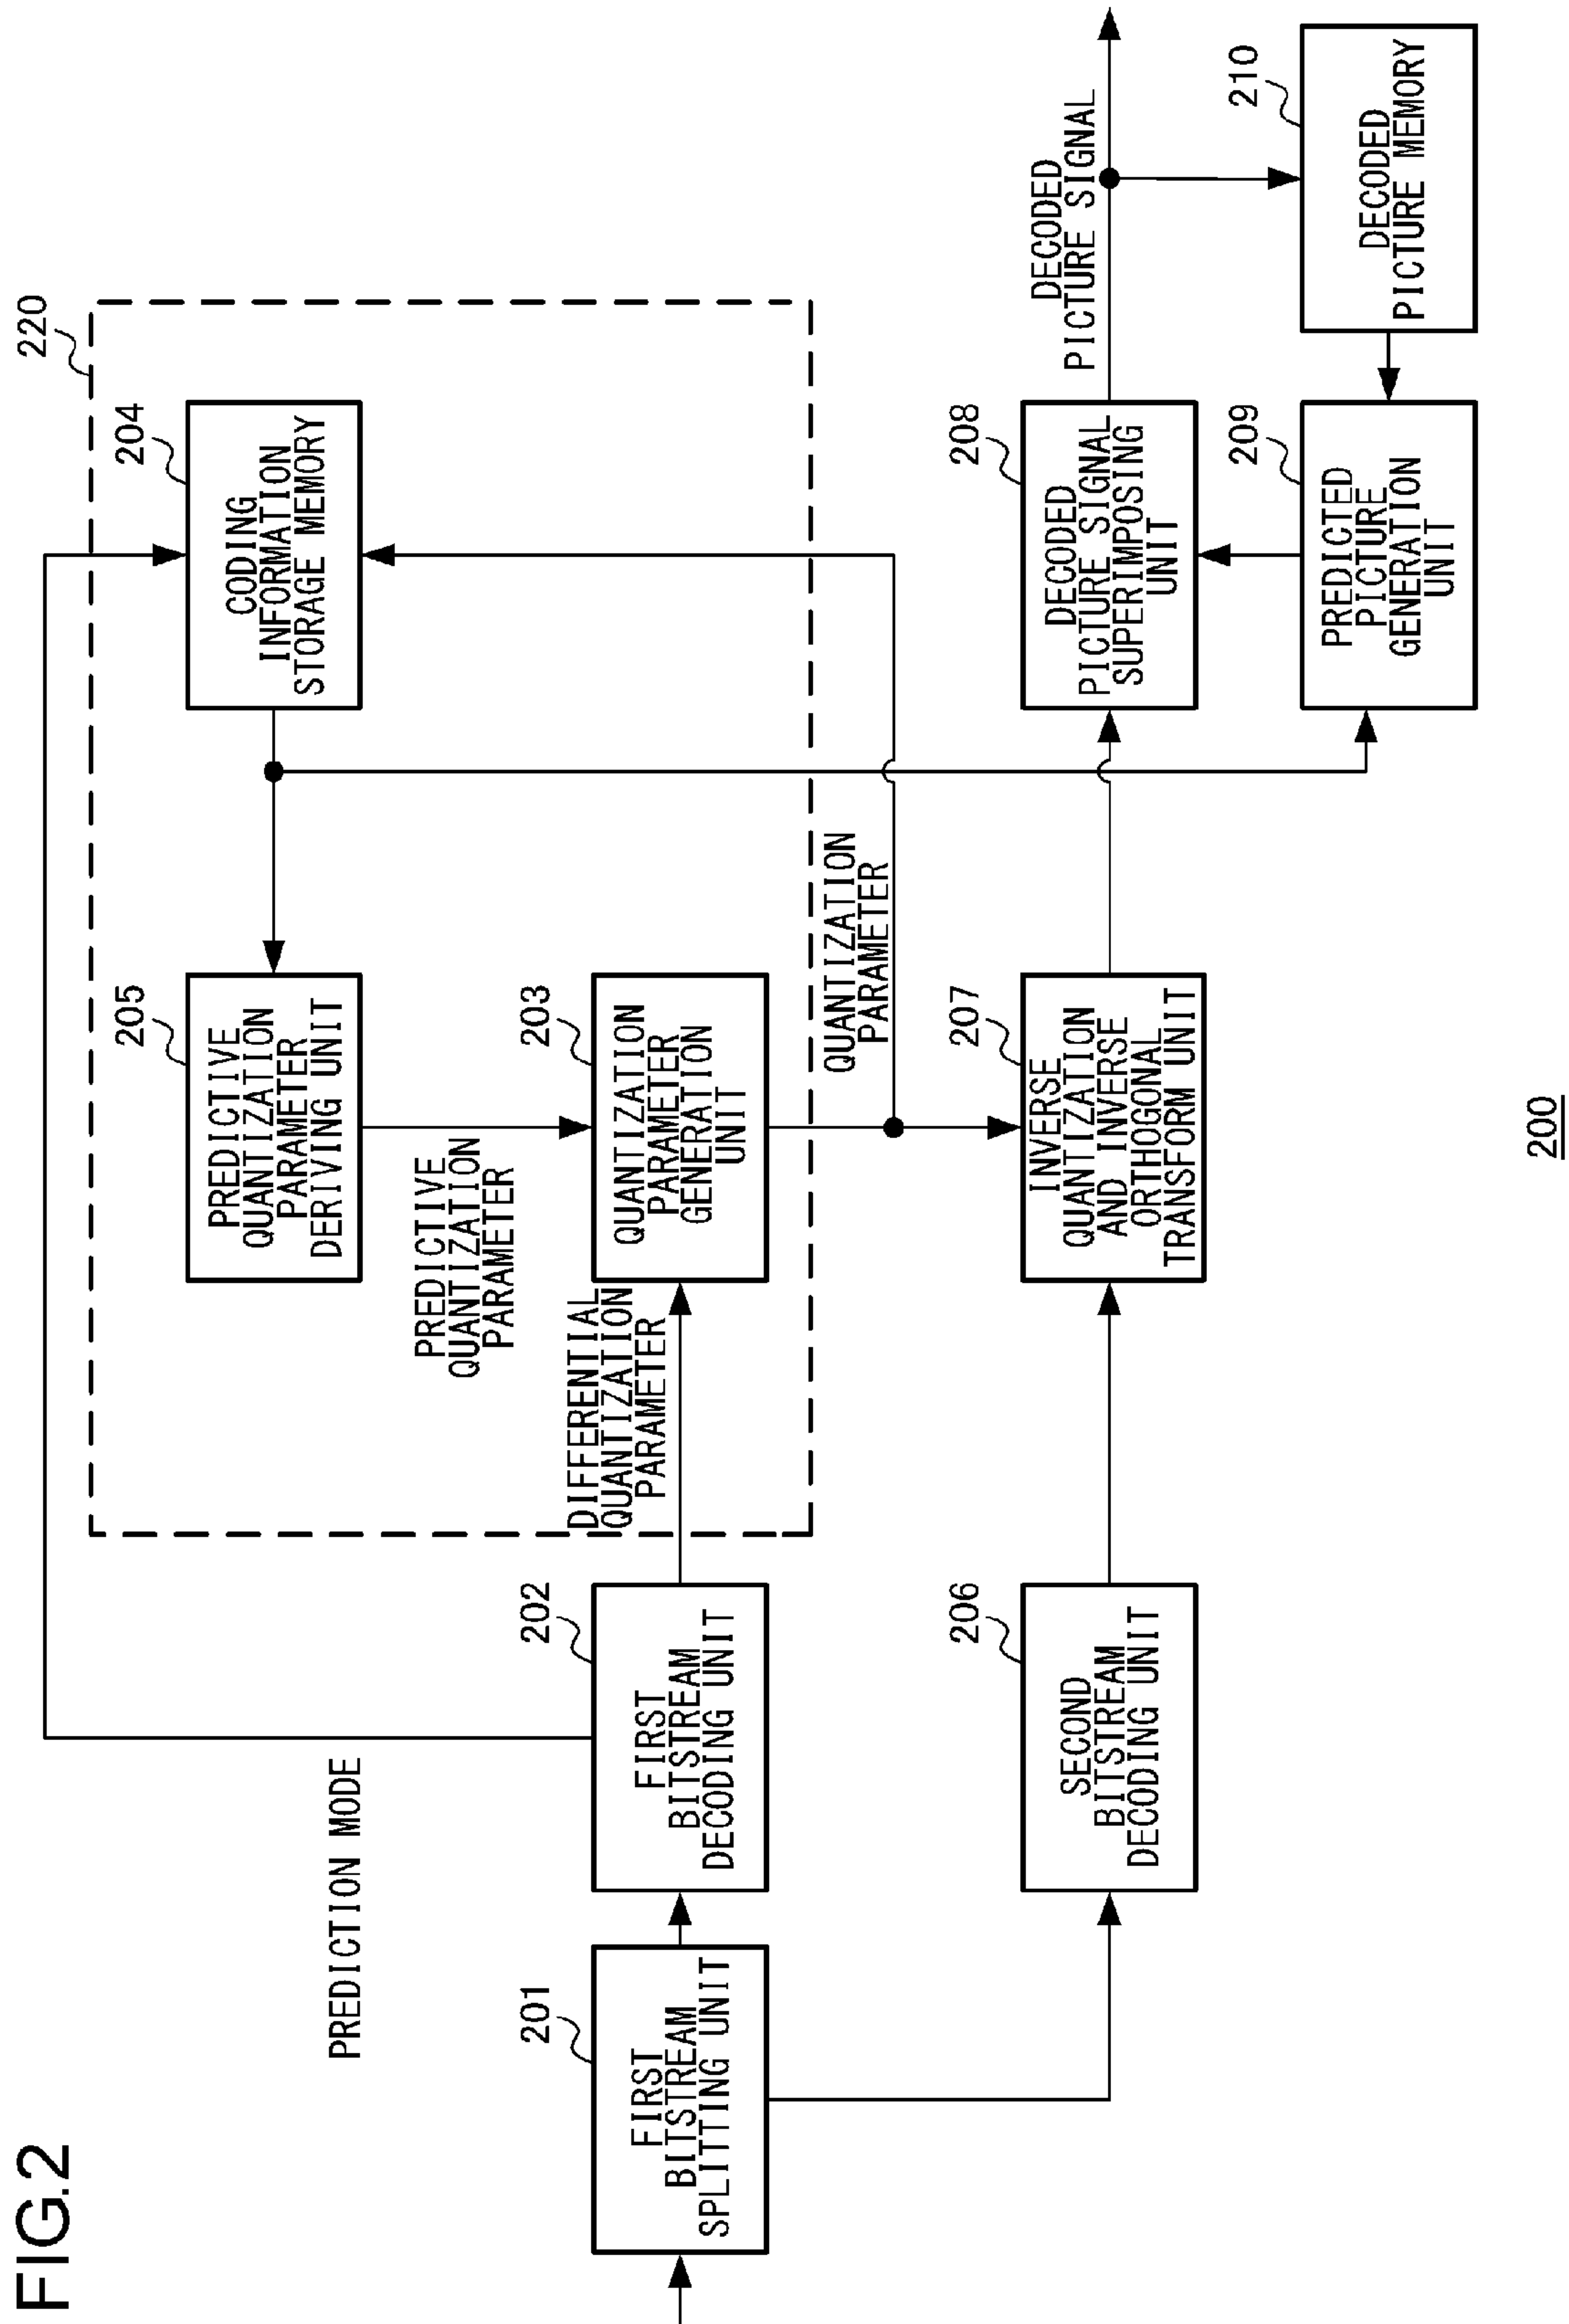 FIG.2
220
PREDICTION MODE
205
PREDICTIVE
QUANTIZATION
PARAMETER
DERIVING UNIT
204
CODING
INFORMATION
STORAGE MEMORY
PREDICTIVE
QUANTIZATION
PARAMETER
201
FIRST
BITSTREAM
SPLITTING UNIT
202
FIRST
BITSTREAM
DECODING UNIT
DIFFERENTIAL
QUANTIZATION
PARAMETER
203
QUANTIZATION
PARAMETER
GENERATION
UNIT
QUANTIZATION
PARAMETER
206
SECOND
BITSTREAM
DECODING UNIT
207
INVERSE
QUANTIZATION
AND INVERSE
ORTHOGONAL
TRANSFORM UNIT
208
DECODED
PICTURE SIGNAL
SUPERIMPOSING
UNIT
DECODED
PICTURE SIGNAL
209
PREDICTED
PICTURE
GENERATION
UNIT
210
DECODED
PICTURE MEMORY
200